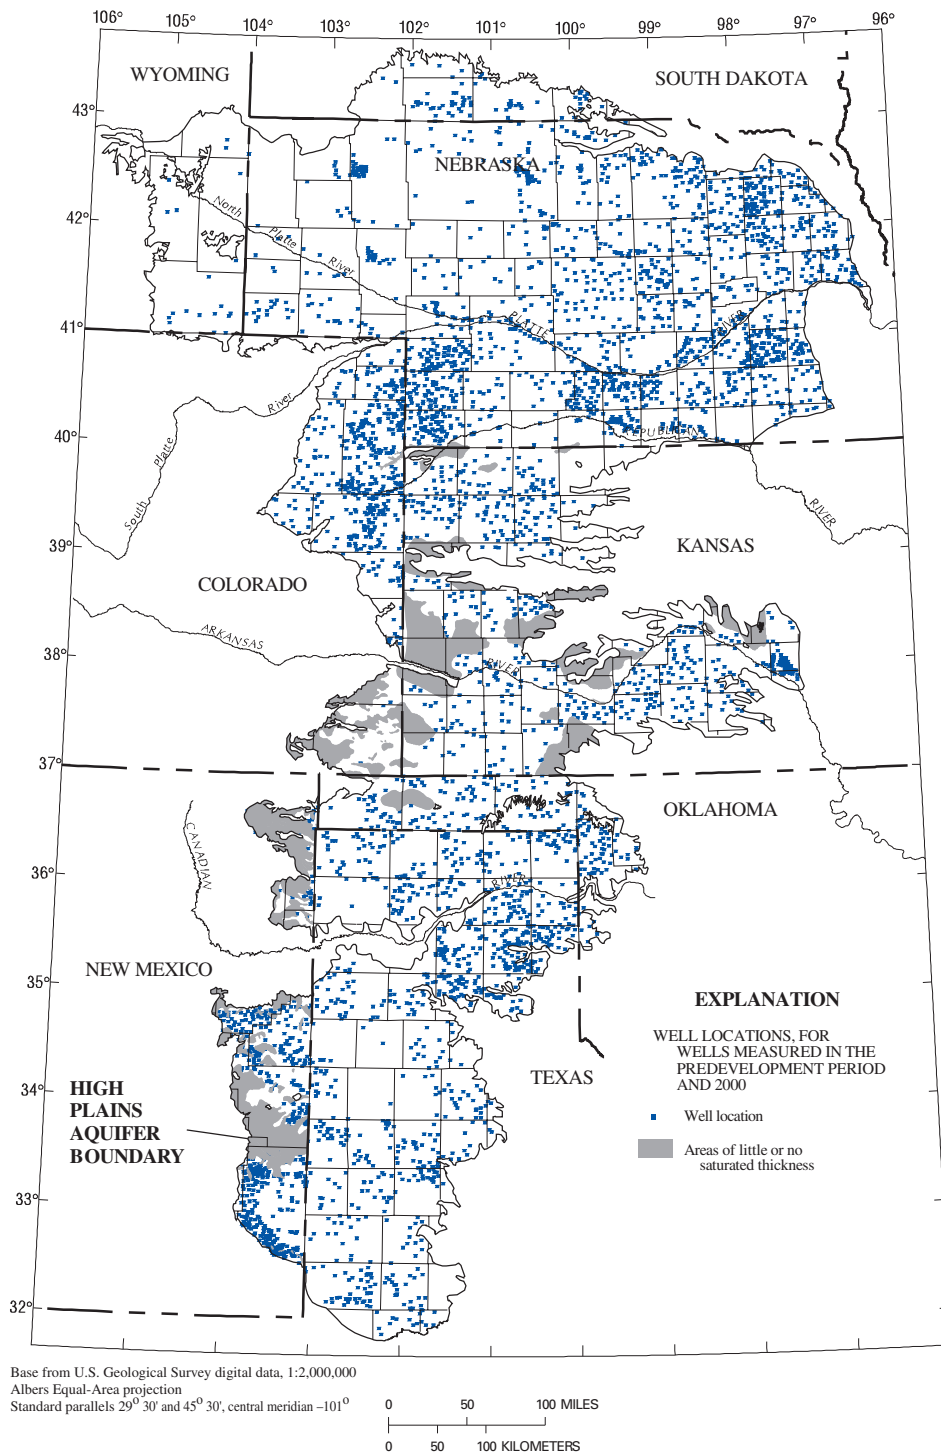 106° 105° 104° 103° 102° 101° 100° 99° 98° 97° 96°
WYOMING
SOUTH DAKOTA
43°
NEBRASKA
42°
North
Platte
River
41°
PLATTE
RIVER
River
40°
REPUBLICAN
Platte
South
RIVER
39°
KANSAS
COLORADO
ARKANSAS
38°
RIVER
37°
OKLAHOMA
CANADIAN
36°
RIVER
NEW MEXICO
35°
EXPLANATION
WELL LOCATIONS, FOR
WELLS MEASURED IN THE
PREDEVELOPMENT PERIOD
AND 2000
TEXAS
34°
HIGH
PLAINS
AQUIFER
BOUNDARY
Well location
Areas of little or no
saturated thickness
33°
32°
Base from U.S. Geological Survey digital data, 1:2,000,000
Albers Equal-Area projection
Standard parallels 29° 30' and 45° 30', central meridian –101°
0 50 100 MILES
0 50 100 KILOMETERS